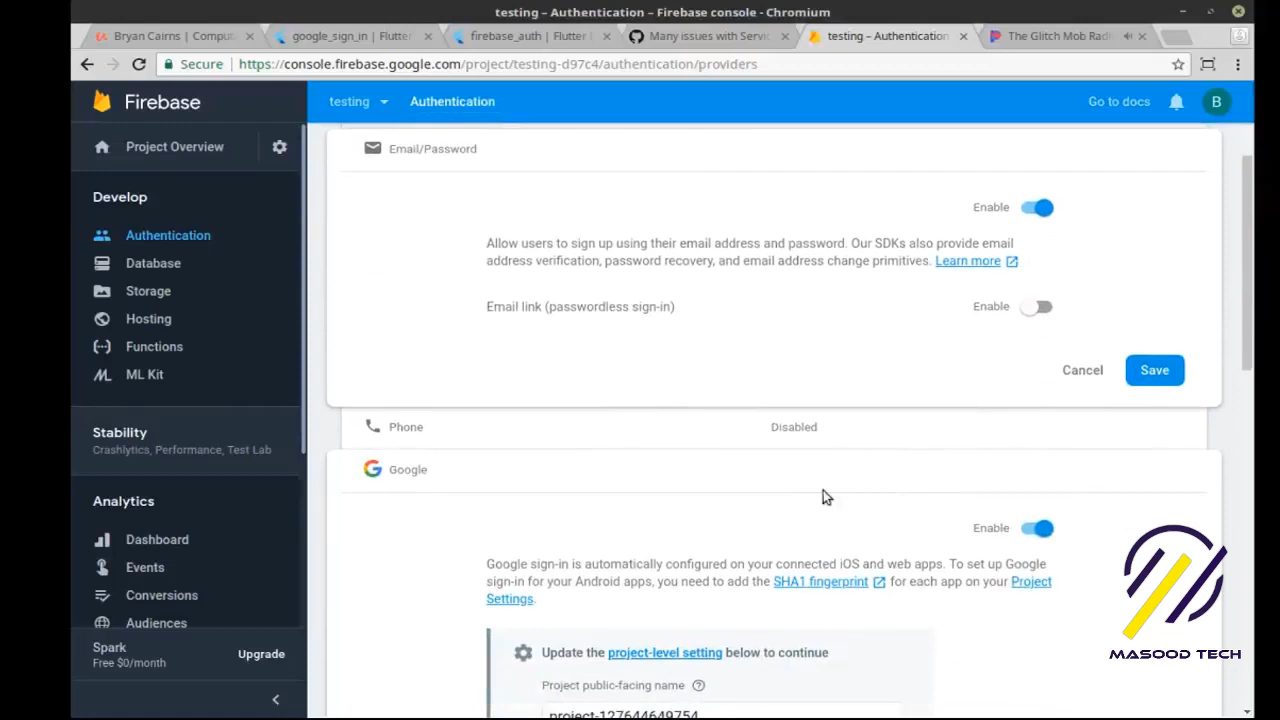 testing – Authentication – Firebase console - Chromium
Bryan Cairns | Comput
google_sign_in | Flutter
firebase_auth | Flutter
Many issues with Servic
testing – Authentication
The Glitch Mob Radi
Secure
https://console.firebase.google.com/project/testing-d97c4/authentication/providers
Firebase
testing
Authentication
Go to docs
B
Project Overview
Develop
Authentication
Database
Storage
Hosting
Functions
ML Kit
Stability
Crashlytics, Performance, Test Lab
Analytics
Dashboard
Events
Conversions
Audiences
Spark
Free $0/month
Upgrade
Email/Password
Enable
Allow users to sign up using their email address and password. Our SDKs also provide email
address verification, password recovery, and email address change primitives. Learn more
Email link (passwordless sign-in)
Enable
Cancel
Save
Phone
Disabled
Google
Enable
Google sign-in is automatically configured on your connected iOS and web apps. To set up Google
sign-in for your Android apps, you need to add the SHA1 fingerprint for each app on your Project
Settings.
Update the project-level setting below to continue
Project public-facing name
project-127644649754
MASOOD TECH